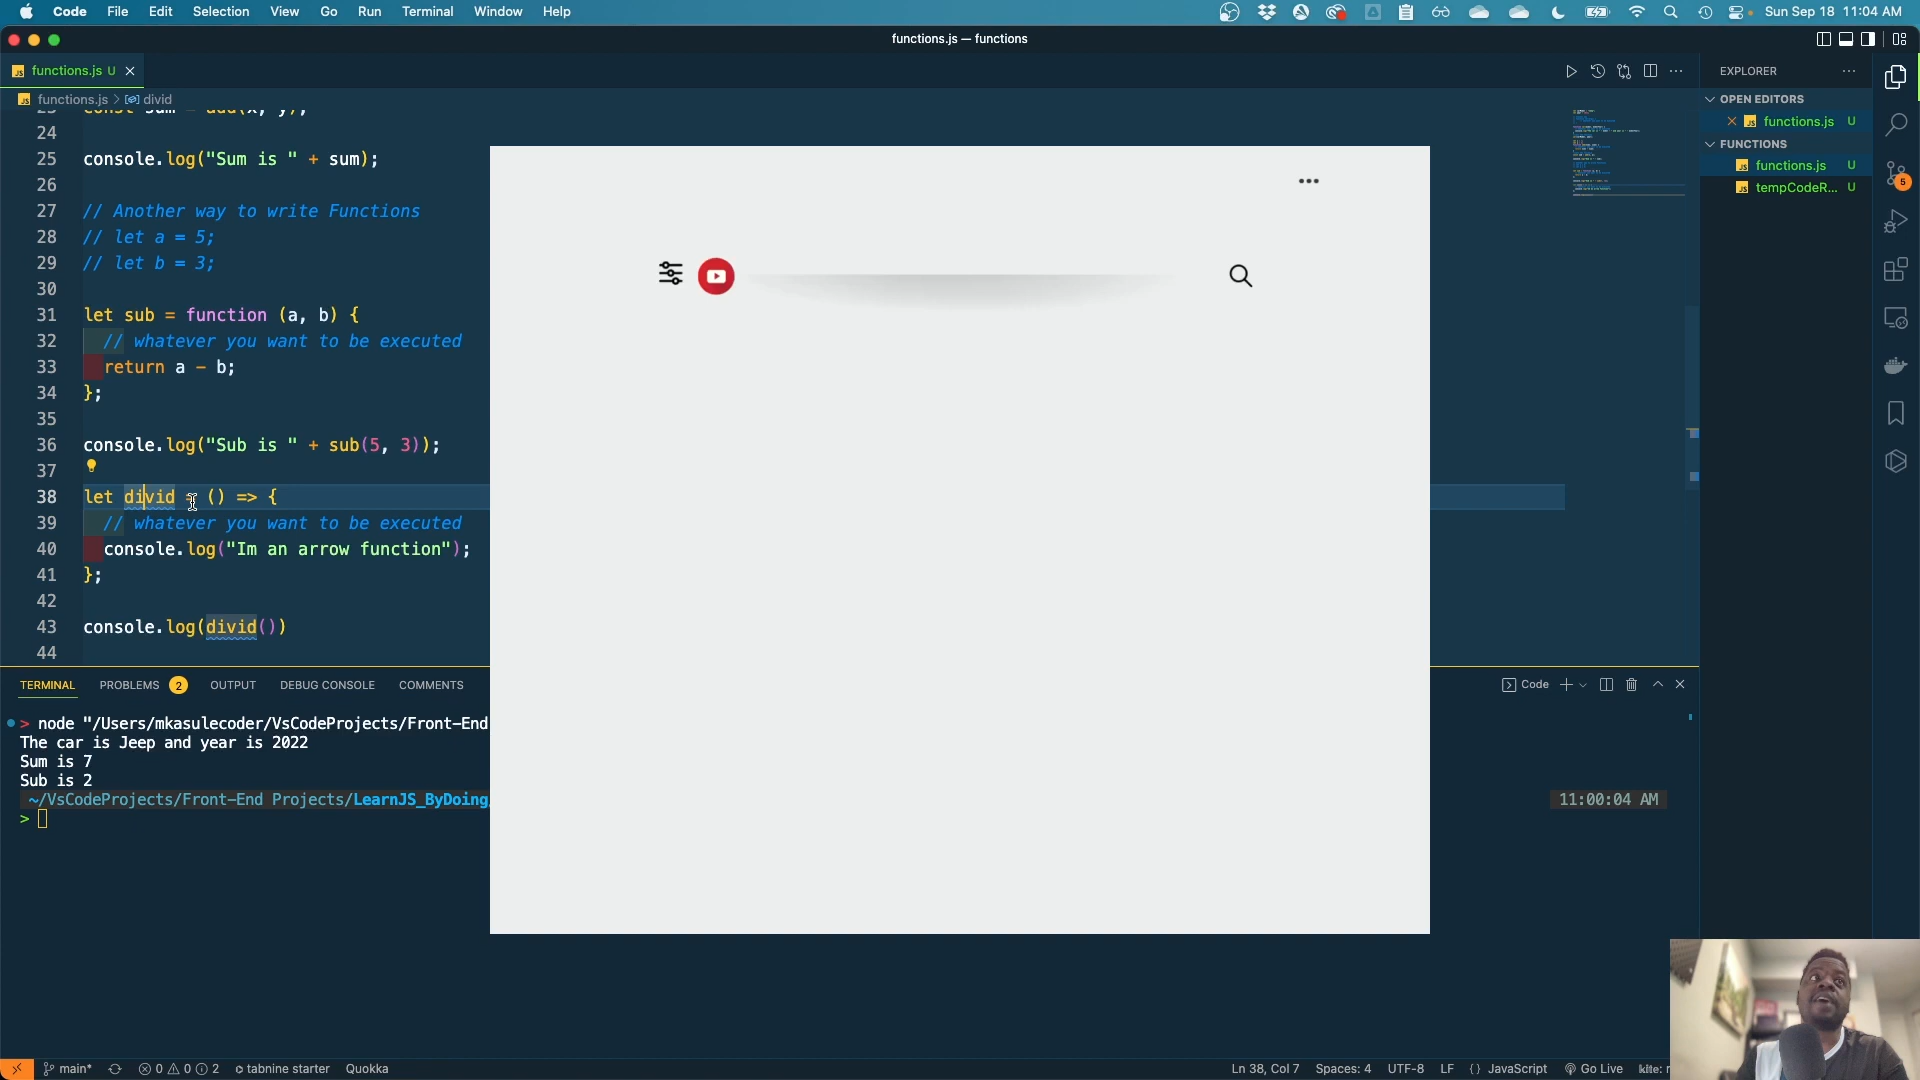 Code File Edit Selection View Go Run Terminal Window Help
Sun Sep 18 11:04 AM
functions.js — functions
functions.js U
EXPLORER
functions.js > divid
OPEN EDITORS
functions.js U
FUNCTIONS
functions.js U
tempCodeR... U
5
24
25 console.log("Sum is " + sum);
26
27 // Another way to write Functions
28 // let a = 5;
29 // let b = 3;
30
31 let sub = function (a, b) {
32 // whatever you want to be executed
33 return a - b;
34 };
35
36 console.log("Sub is " + sub(5, 3));
37
38 let divid = () => {
39 // whatever you want to be executed
40 console.log("Im an arrow function");
41 };
42
43 console.log(divid())
44
TERMINAL PROBLEMS 2 OUTPUT DEBUG CONSOLE COMMENTS
Code
> node "/Users/mkasulecoder/VsCodeProjects/Front-End
The car is Jeep and year is 2022
Sum is 7
Sub is 2
~/VsCodeProjects/Front-End Projects/LearnJS_ByDoing
11:00:04 AM
>
main* 0 0 2 tabnine starter Quokka
Ln 38, Col 7 Spaces: 4 UTF-8 LF {} JavaScript Go Live kite: